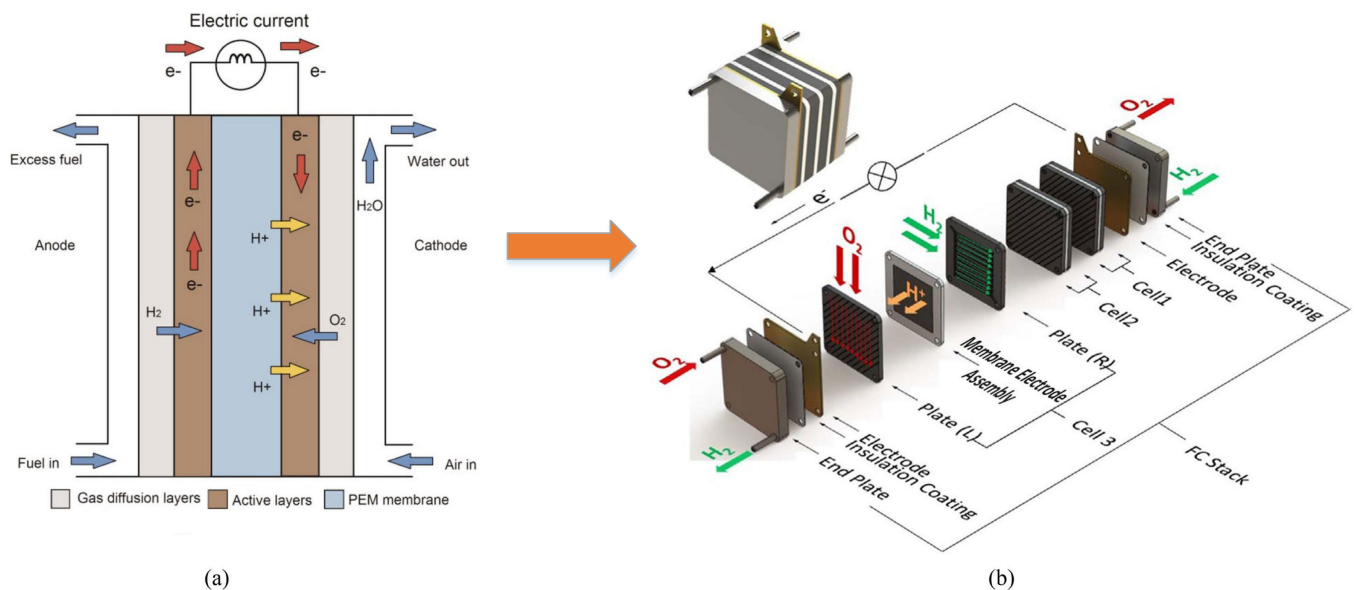 Electric current
e-
e-
e-
e-
e-
e-
Excess fuel
Water out
H2O
Anode
Cathode
H+
H+
H+
H2
O2
Fuel in
Air in
Gas diffusion layers
Active layers
PEM membrane
(a)
O2
H2
e-
H2
O2
H+
End Plate
Insulation Coating
Electrode
Cell1
Cell2
Plate (R)
Membrane Electrode
Assembly
Plate (L)
Cell 3
FC Stack
O2
H2
Electrode
Insulation Coating
End Plate
(b)